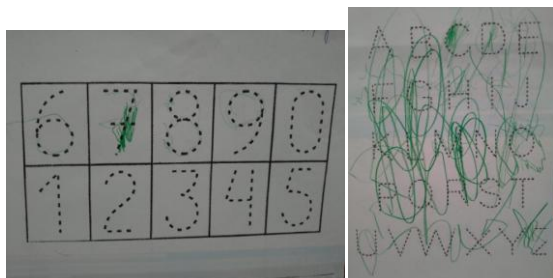 6 7 8 9 0
1 2 3 4 5
A B C D E
F G H I J
K L M N O
P Q R S T
U V W X Y Z